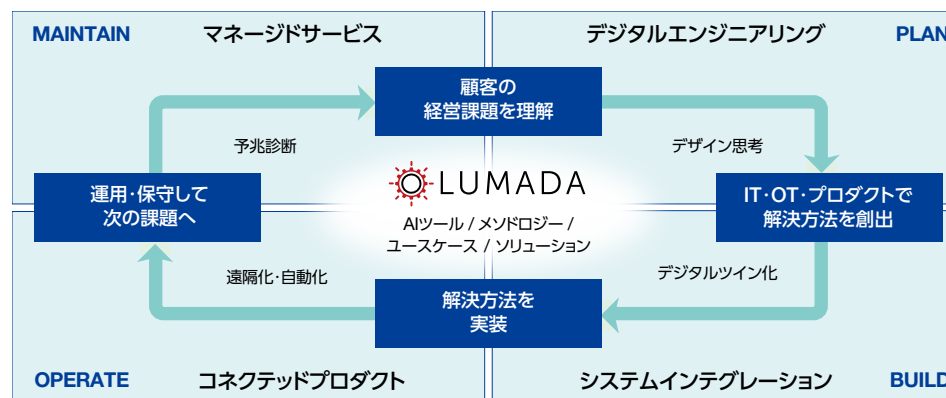 MAINTAIN マネージドサービス
デジタルエンジニアリング PLAN
顧客の
経営課題を理解
予兆診断
デザイン思考
運用・保守して
次の課題へ
LUMADA
IT・OT・プロダクトで
解決方法を創出
AIツール / メソドロジー /
ユースケース / ソリューション
遠隔化・自動化
デジタルツイン化
解決方法を
実装
OPERATE コネクテッドプロダクト
システムインテグレーション BUILD